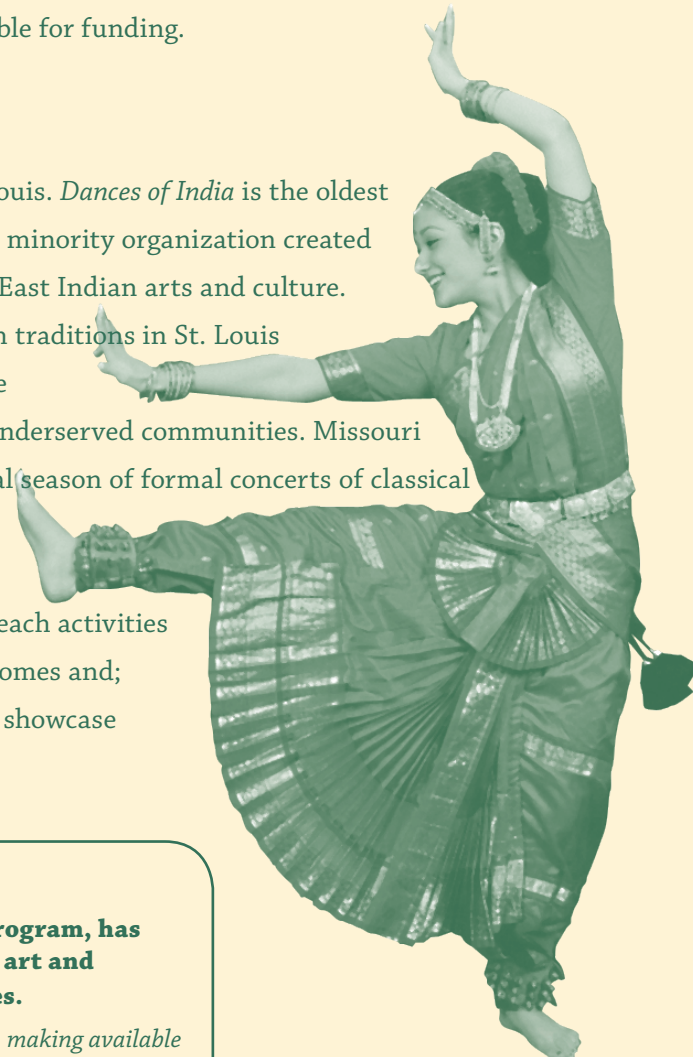 ble for funding.
ouis. Dances of India is the oldest
minority organization created
East Indian arts and culture.
n traditions in St. Louis
e
nderserved communities. Missouri
al season of formal concerts of classical
each activities
omes and;
showcase
rogram, has
art and
es.
making available